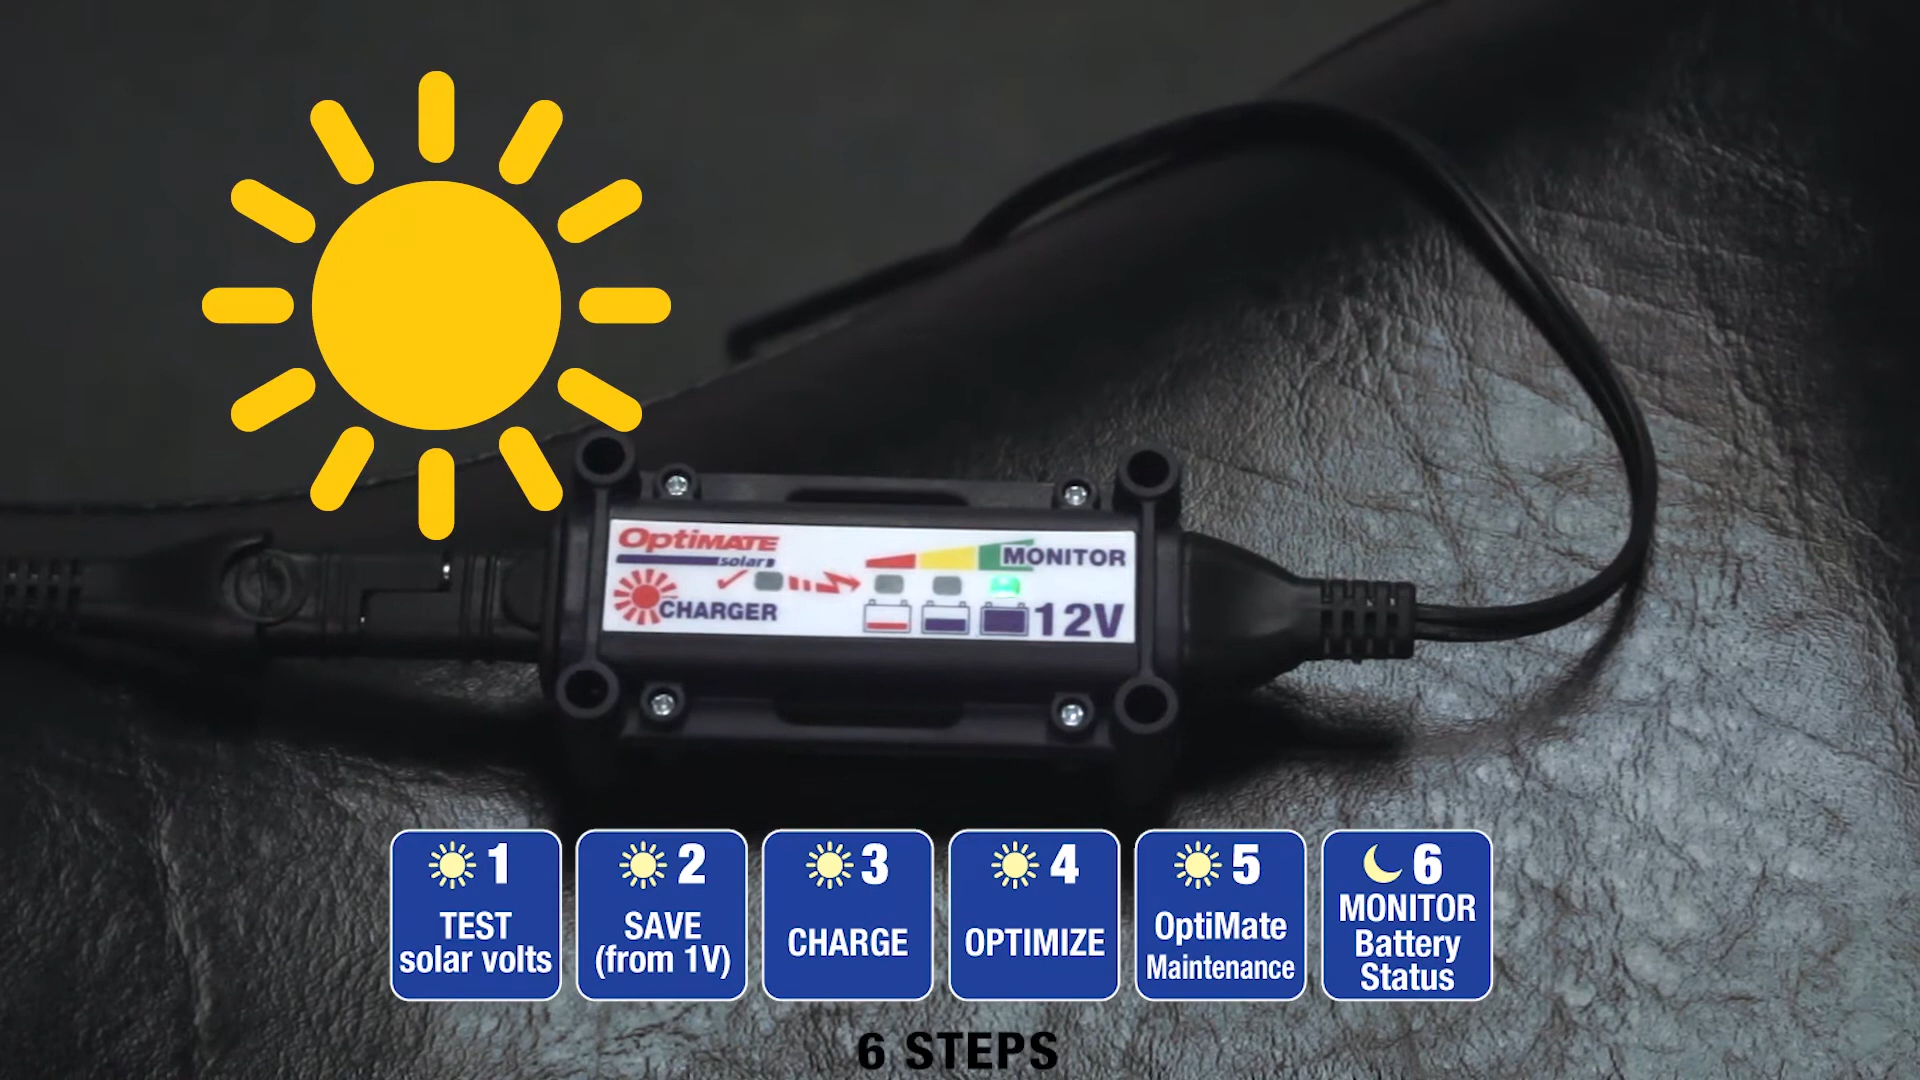 OptiMATE
solar
MONITOR
CHARGER
12V
1
TEST
solar volts
2
SAVE
(from 1V)
3
CHARGE
4
OPTIMIZE
5
OptiMate
Maintenance
6
MONITOR
Battery
Status
6 STEPS